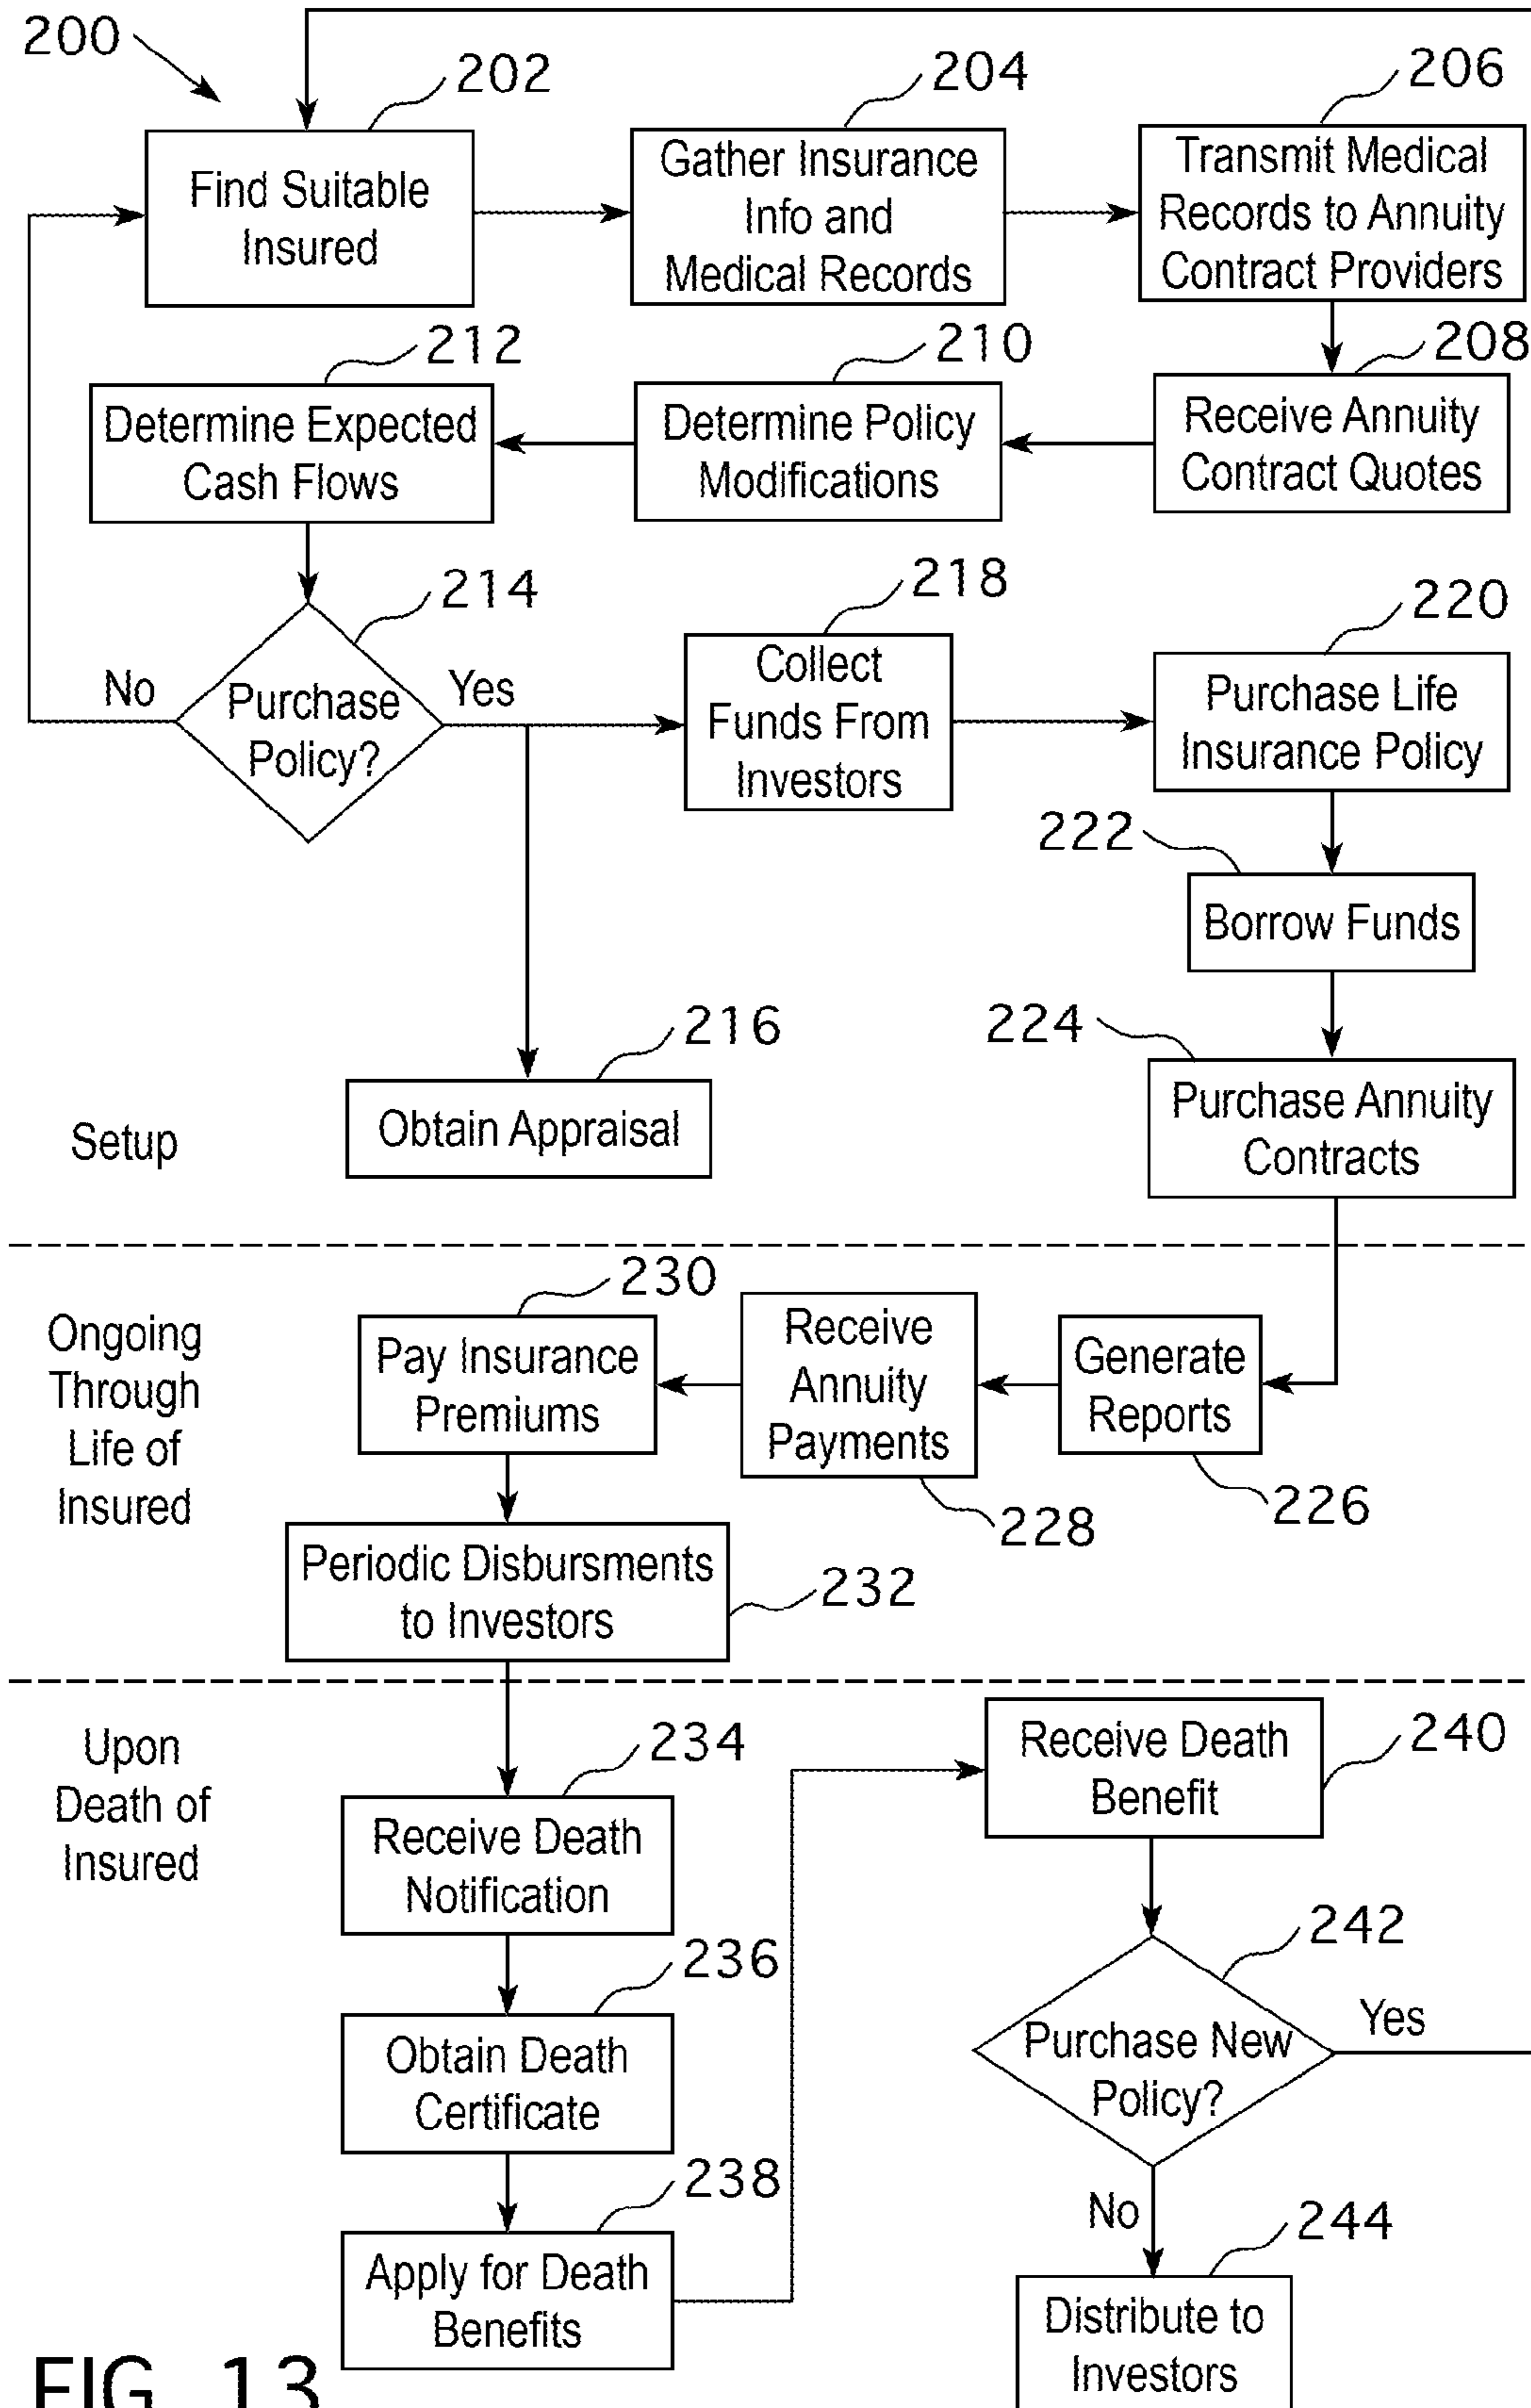 200
202
204
206
Find Suitable
Insured
Gather Insurance
Info and
Medical Records
Transmit Medical
Records to Annuity
Contract Providers
212
210
208
Determine Expected
Cash Flows
Determine Policy
Modifications
Receive Annuity
Contract Quotes
214
218
220
No
Purchase
Policy?
Yes
Collect
Funds From
Investors
Purchase Life
Insurance Policy
222
Borrow Funds
216
224
Setup
Obtain Appraisal
Purchase Annuity
Contracts
Ongoing
Through
Life of
Insured
230
Pay Insurance
Premiums
Receive
Annuity
Payments
Generate
Reports
228
226
Periodic Disbursments
to Investors
232
Upon
Death of
Insured
234
Receive Death
Notification
Receive Death
Benefit
240
236
242
Obtain Death
Certificate
Purchase New
Policy?
Yes
238
No
244
Apply for Death
Benefits
Distribute to
Investors
FIG. 13